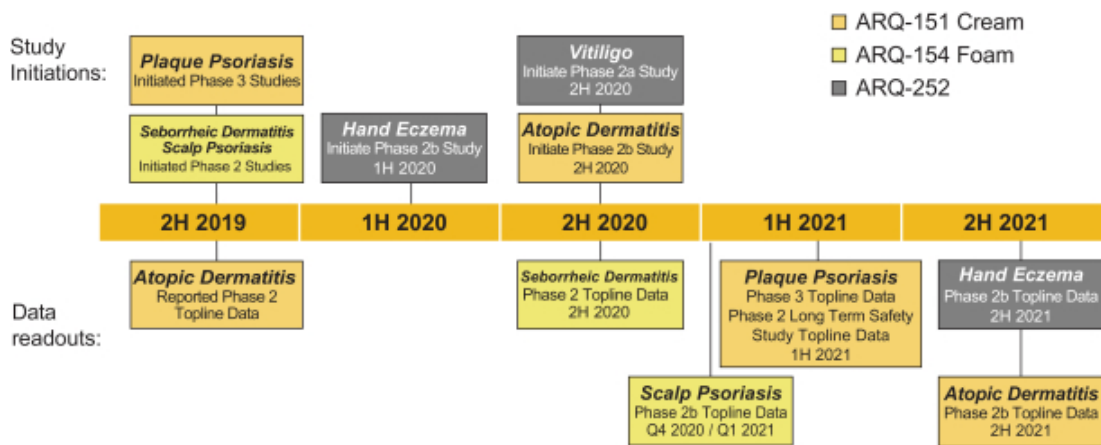 Study
Initiations:
ARQ-151 Cream
ARQ-154 Foam
ARQ-252
Plaque Psoriasis
Initiated Phase 3 Studies
Vitiligo
Initiate Phase 2a Study
2H 2020
Seborrheic Dermatitis
Scalp Psoriasis
Initiated Phase 2 Studies
Hand Eczema
Initiate Phase 2b Study
1H 2020
Atopic Dermatitis
Initiate Phase 2b Study
2H 2020
2H 2019
1H 2020
2H 2020
1H 2021
2H 2021
Data
readouts:
Atopic Dermatitis
Reported Phase 2
Topline Data
Seborrheic Dermatitis
Phase 2 Topline Data
2H 2020
Plaque Psoriasis
Phase 3 Topline Data
Phase 2 Long Term Safety
Study Topline Data
1H 2021
Hand Eczema
Phase 2b Topline Data
2H 2021
Scalp Psoriasis
Phase 2b Topline Data
Q4 2020 / Q1 2021
Atopic Dermatitis
Phase 2b Topline Data
2H 2021